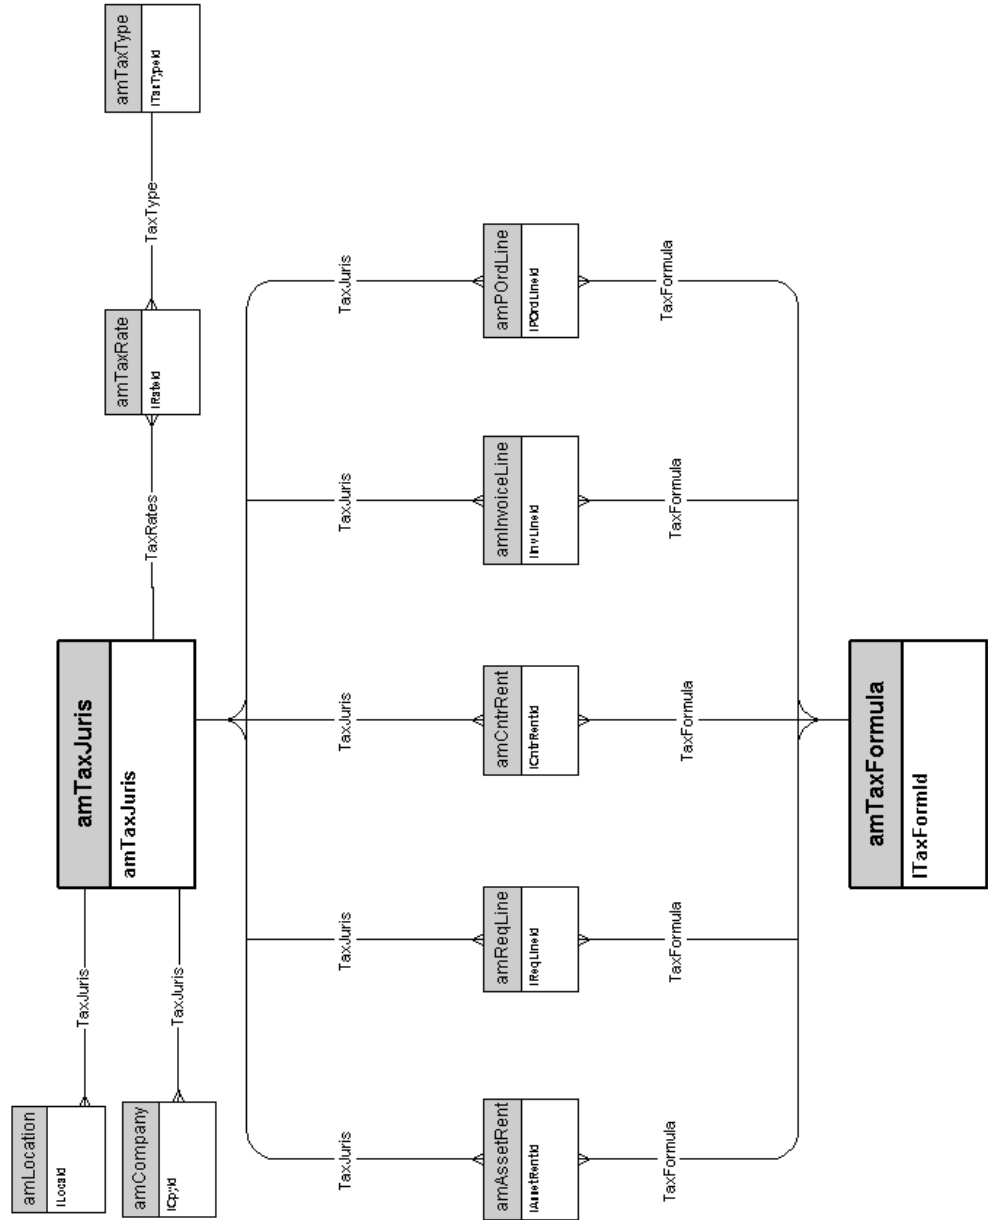 amTaxType
lTaxTypeId
TaxType
amTaxRate
lRateId
TaxRates
amTaxJuris
amTaxJuris
TaxJuris
amLocation
lLocaId
TaxJuris
amCompany
lCpyId
TaxJuris
amPOrdLine
lPOrdLineId
TaxFormula
TaxJuris
amInvoiceLine
lInvLineId
TaxFormula
TaxJuris
amCntrRent
lCntrRentId
TaxFormula
TaxJuris
amReqLine
lReqLineId
TaxFormula
TaxJuris
amAssetRent
lAssetRentId
TaxFormula
amTaxFormula
lTaxFormId